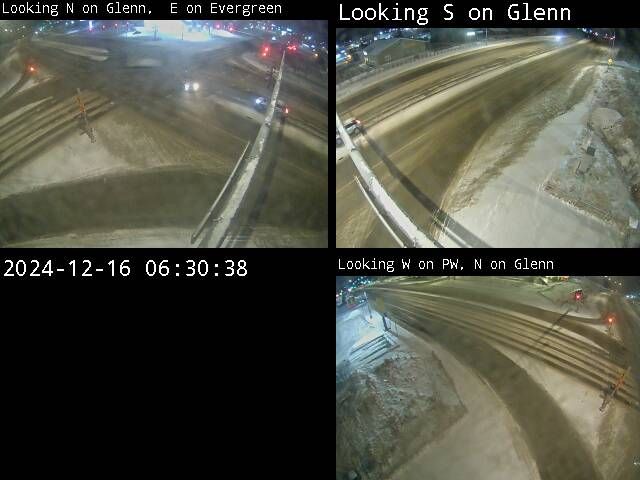 Looking N on Glenn,  E on Evergreen
Looking S on Glenn
2024-12-16 06:30:38
Looking W on PW, N on Glenn